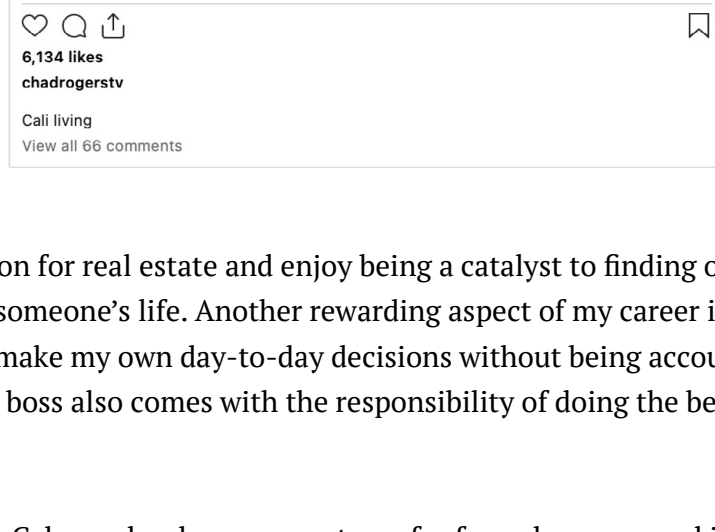 6,134 likes
chadrogerstv
Cali living
View all 66 comments
on for real estate and enjoy being a catalyst to finding
someone’s life. Another rewarding aspect of my career
make my own day-to-day decisions without being
boss also comes with the responsibility of doing the